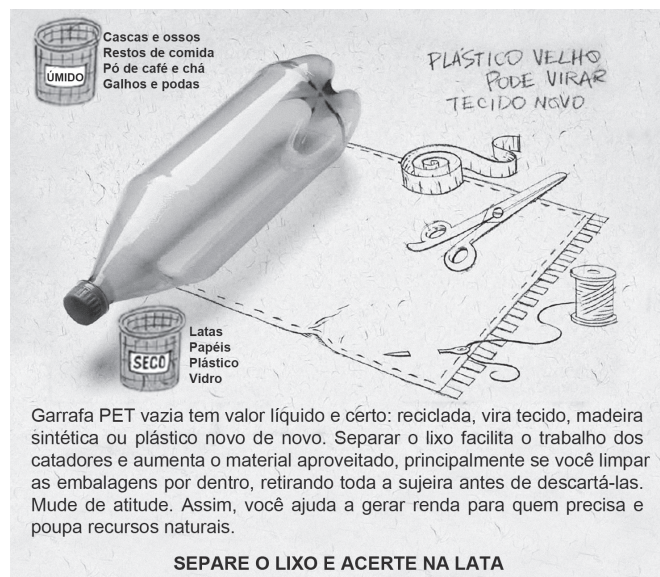 Cascas e ossos
Restos de comida
Pó de café e chá
Galhos e podas
ÚMIDO
PLÁSTICO VELHO
PODE VIRAR
TECIDO NOVO
Latas
Papéis
Plástico
Vidro
SECO
Garrafa PET vazia tem valor líquido e certo: reciclada, vira tecido, madeira
sintética ou plástico novo de novo. Separar o lixo facilita o trabalho dos
catadores e aumenta o material aproveitado, principalmente se você limpar
as embalagens por dentro, retirando toda a sujeira antes de descartá-las.
Mude de atitude. Assim, você ajuda a gerar renda para quem precisa e
poupa recursos naturais.
SEPARE O LIXO E ACERTE NA LATA